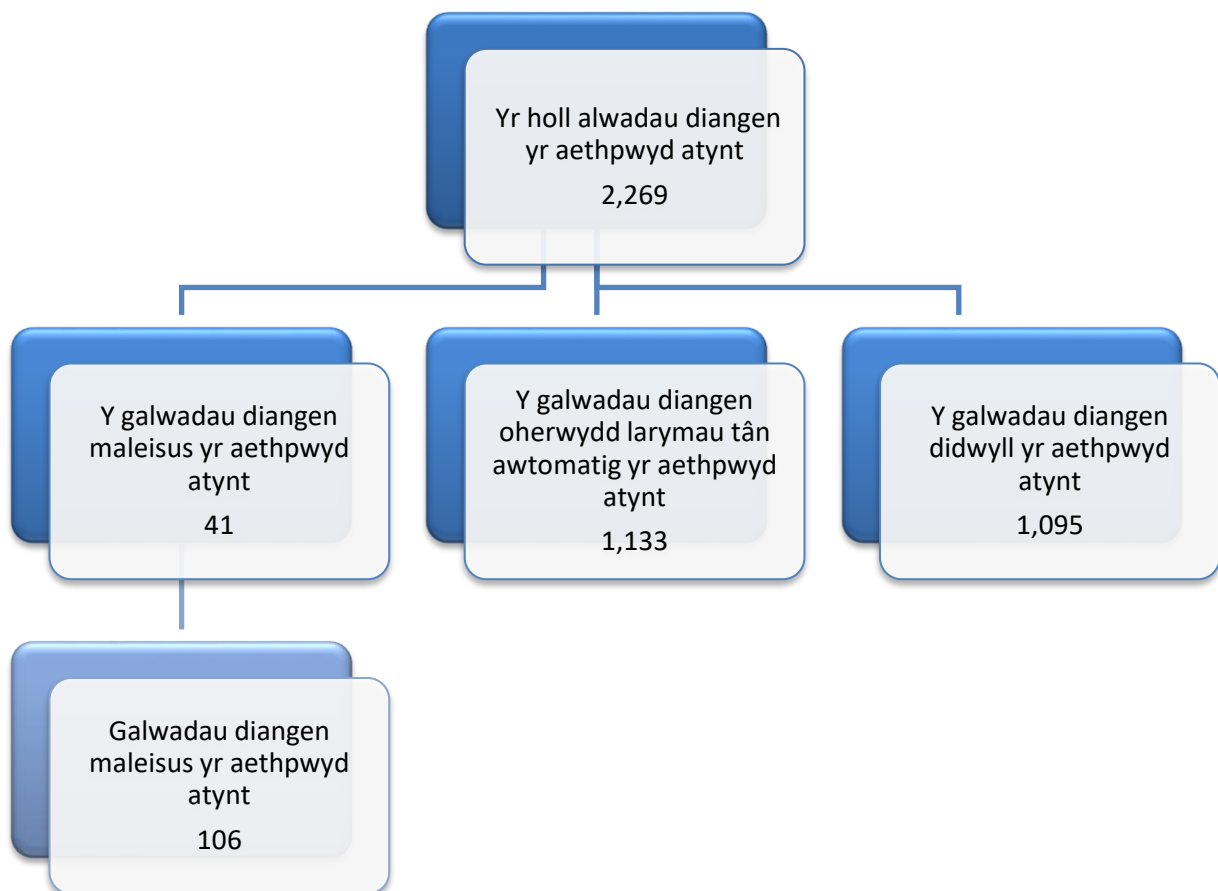 Yr holl alwadau diangen
yr aethpwyd atynt
2,269
Y galwadau diangen
maleisus yr aethpwyd
atynt
41
Y galwadau diangen
oherwydd larymau tân
awtomatig yr aethpwyd
atynt
1,133
Y galwadau diangen
didwyll yr aethpwyd
atynt
1,095
Galwadau diangen
maleisus yr aethpwyd
atynt
106